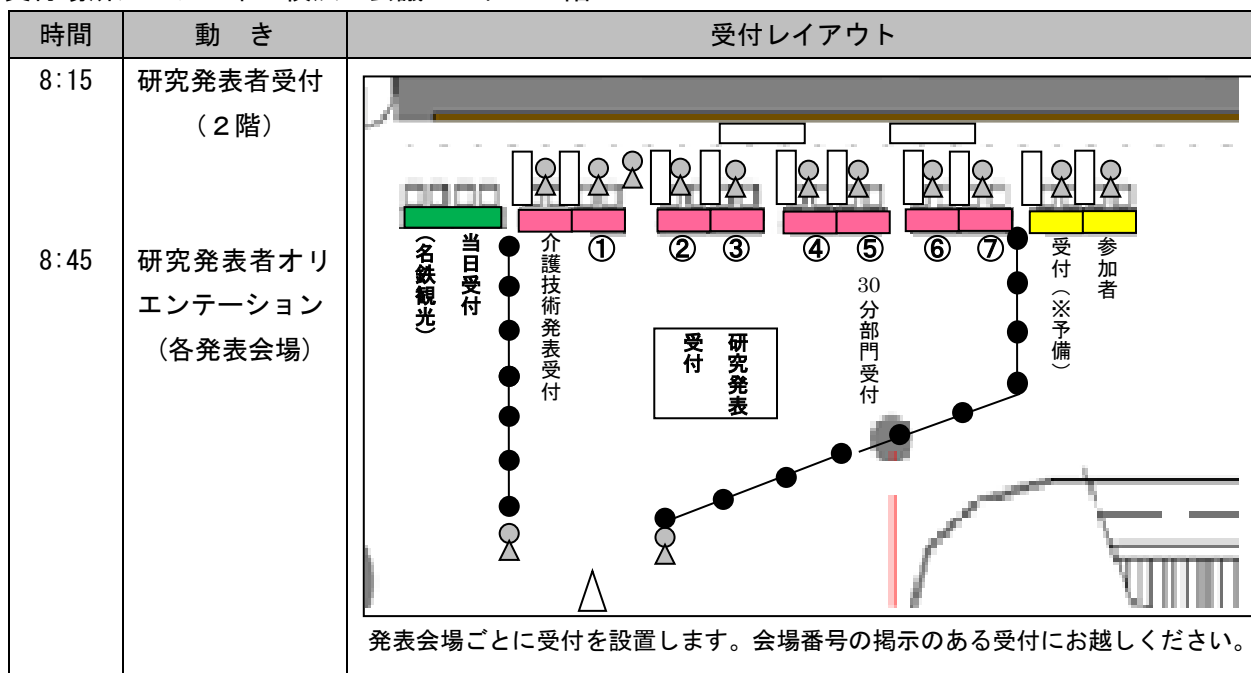 時間
動 き
受付レイアウト
8:15
研究発表者受付
（２階）
8:45
研究発表者オリ
エンテーション
（各発表会場）
当日受付
（名鉄観光）
介護技術発表受付
①
②
③
④
⑤
⑥
⑦
30
分部門受付
参加者
受付（※予備）
研究発表
受付
発表会場ごとに受付を設置します。会場番号の掲示のある受付にお越しください。